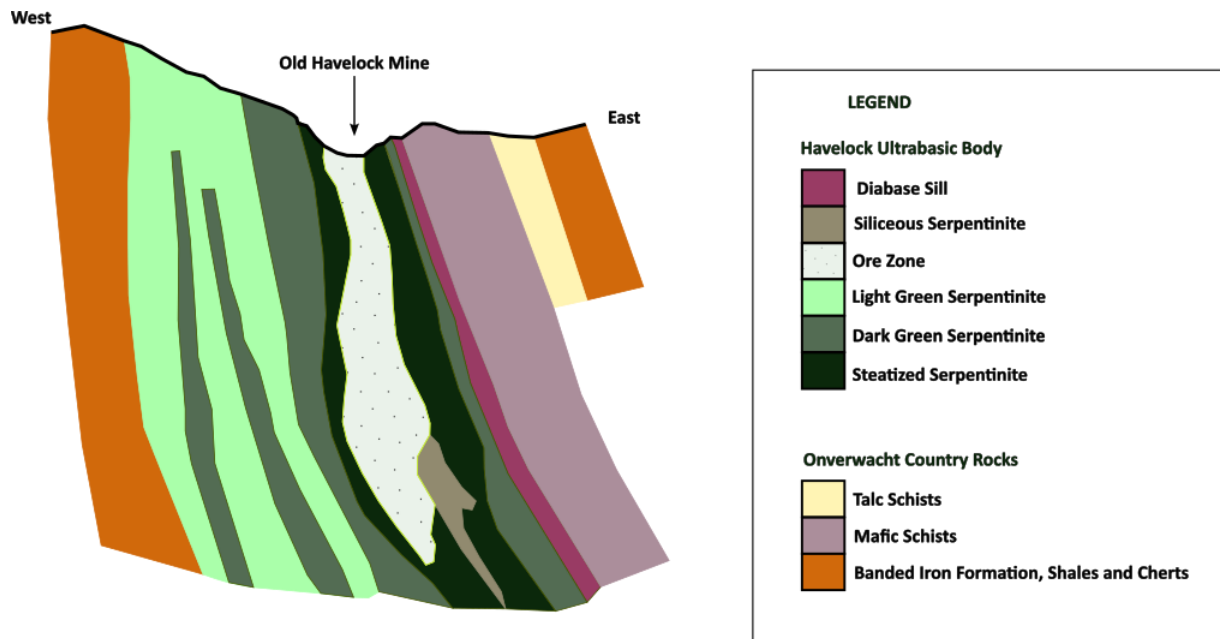 West
Old Havelock Mine
East
LEGEND
Havelock Ultrabasic Body
Diabase Sill
Siliceous Serpentinite
Ore Zone
Light Green Serpentinite
Dark Green Serpentinite
Steatized Serpentinite
Onverwacht Country Rocks
Talc Schists
Mafic Schists
Banded Iron Formation, Shales and Cherts